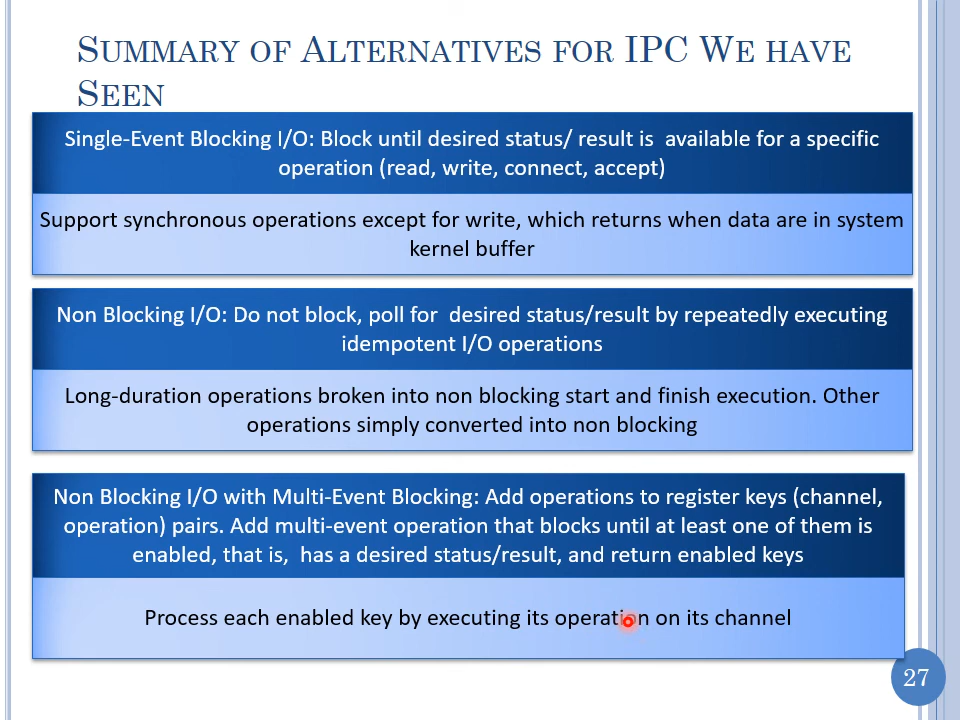 SUMMARY OF ALTERNATIVES FOR IPC WE HAVE
SEEN
Single-Event Blocking I/O: Block until desired status/ result is available for a specific
operation (read, write, connect, accept)
Support synchronous operations except for write, which returns when data are in system
kernel buffer
Non Blocking I/O: Do not block, poll for desired status/result by repeatedly executing
idempotent I/O operations
Long-duration operations broken into non blocking start and finish execution. Other
operations simply converted into non blocking
Non Blocking I/O with Multi-Event Blocking: Add operations to register keys (channel,
operation) pairs. Add multi-event operation that blocks until at least one of them is
enabled, that is, has a desired status/result, and return enabled keys
Process each enabled key by executing its operation on its channel
27